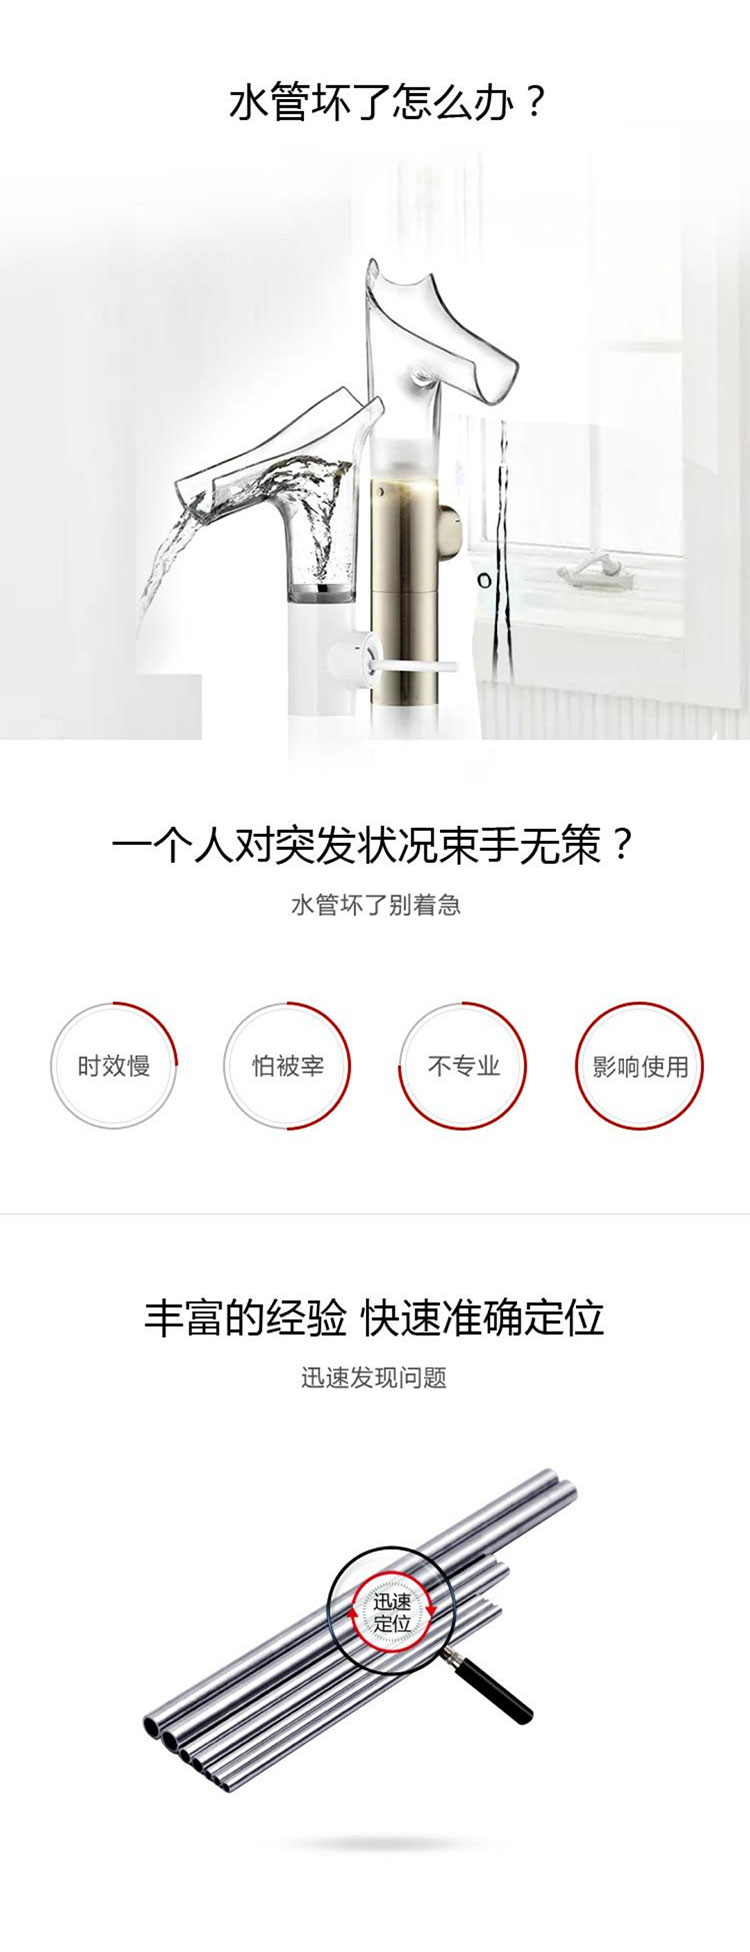 水管坏了怎么办？
一个人对突发状况束手无策？
水管坏了别着急
时效慢
怕被宰
不专业
影响使用
丰富的经验 快速准确定位
迅速发现问题
迅速
定位